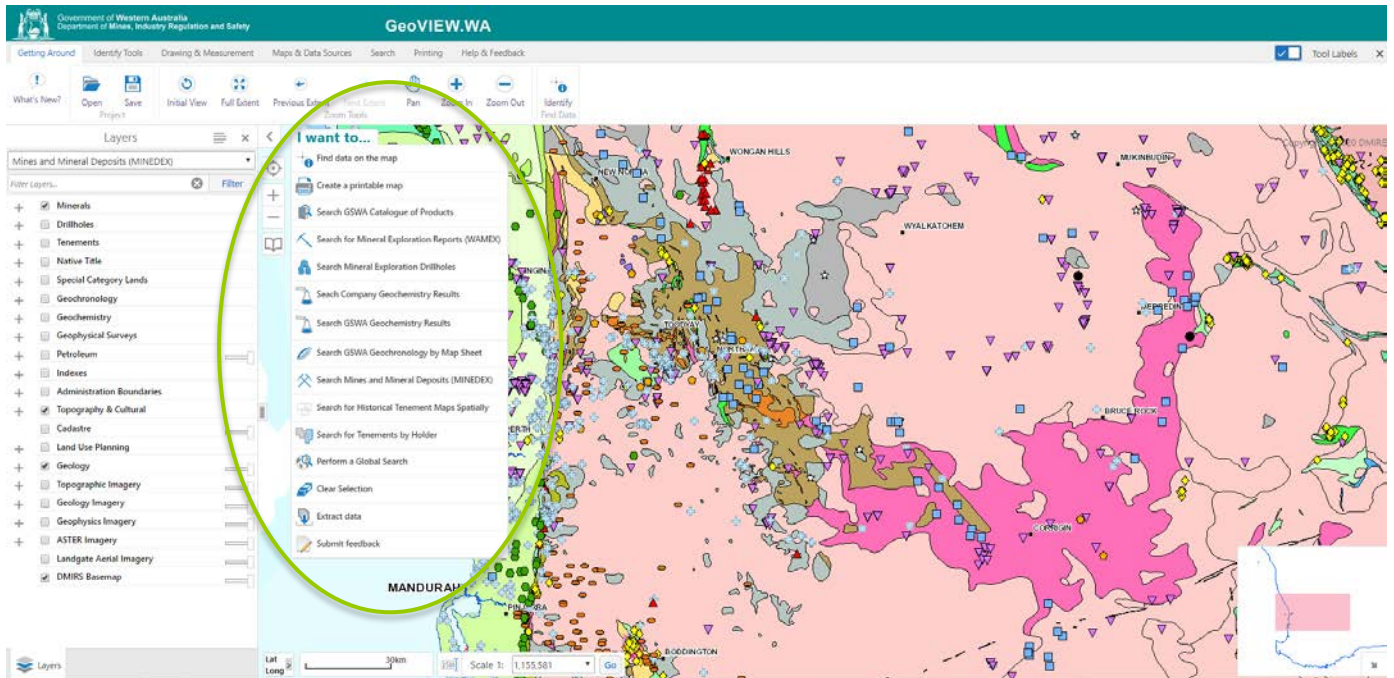 Government of Western Australia
Department of Mines, Industry Regulation and Safety
GeoVIEW.WA
Getting Around
Identify Tools
Drawing & Measurement
Maps & Data Sources
Search
Printing
Help & Feedback
Tool Labels
What's New?
Open
Save
Initial View
Full Extent
Previous Extent
Next Extent
Pan
Zoom In
Zoom Out
Identify
Project
Zoom Tools
Find Data
Layers
Mines and Mineral Deposits (MINEDEX)
Filter Layers...
Filter
Minerals
Drillholes
Tenements
Native Title
Special Category Lands
Geochronology
Geochemistry
Geophysical Surveys
Petroleum
Indexes
Administration Boundaries
Topography & Cultural
Cadastre
Land Use Planning
Geology
Topographic Imagery
Geology Imagery
Geophysics Imagery
ASTER Imagery
Landgate Aerial Imagery
DMIRS Basemap
Layers
I want to...
Find data on the map
Create a printable map
Search GSWA Catalogue of Products
Search for Mineral Exploration Reports (WAMEX)
Search Mineral Exploration Drillholes
Seach Company Geochemistry Results
Search GSWA Geochemistry Results
Search GSWA Geochronology by Map Sheet
Search Mines and Mineral Deposits (MINEDEX)
Search for Historical Tenement Maps Spatially
Search for Tenements by Holder
Perform a Global Search
Clear Selection
Extract data
Submit feedback
WONGAN HILLS
MUKINBUDIN
WYALKATCHEM
BRUCE ROCK
CORRIGIN
MANDURAH
BODDINGTON
Lat
Long
30km
Scale 1:
1,155,581
Go